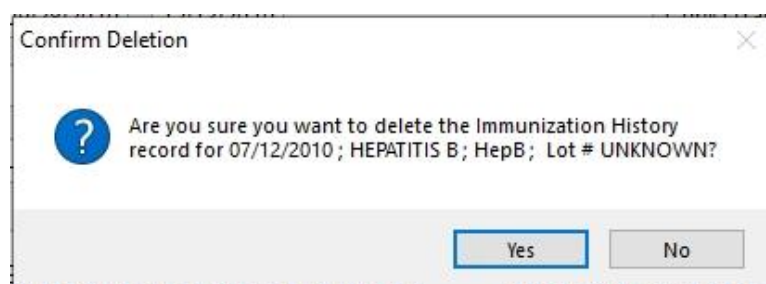 Confirm Deletion
Are you sure you want to delete the Immunization History
record for 07/12/2010 ; HEPATITIS B; HepB; Lot # UNKNOWN?
Yes
No